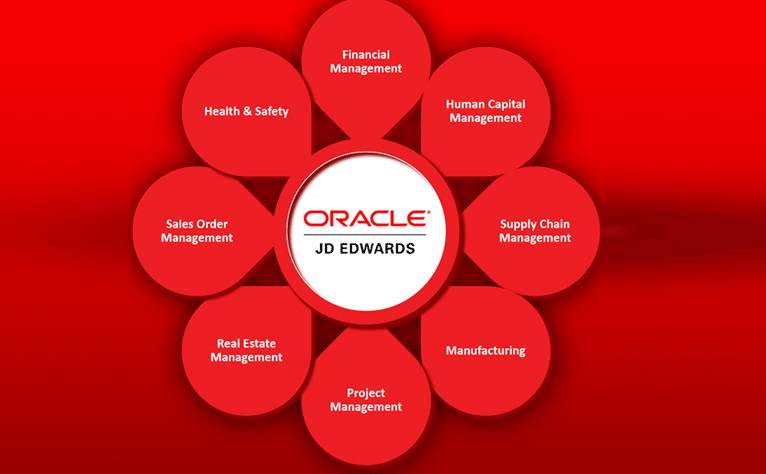 Financial
Management
Human Capital
Management
Supply Chain
Management
Manufacturing
Project
Management
Real Estate
Management
Sales Order
Management
Health & Safety
ORACLE®
JD EDWARDS